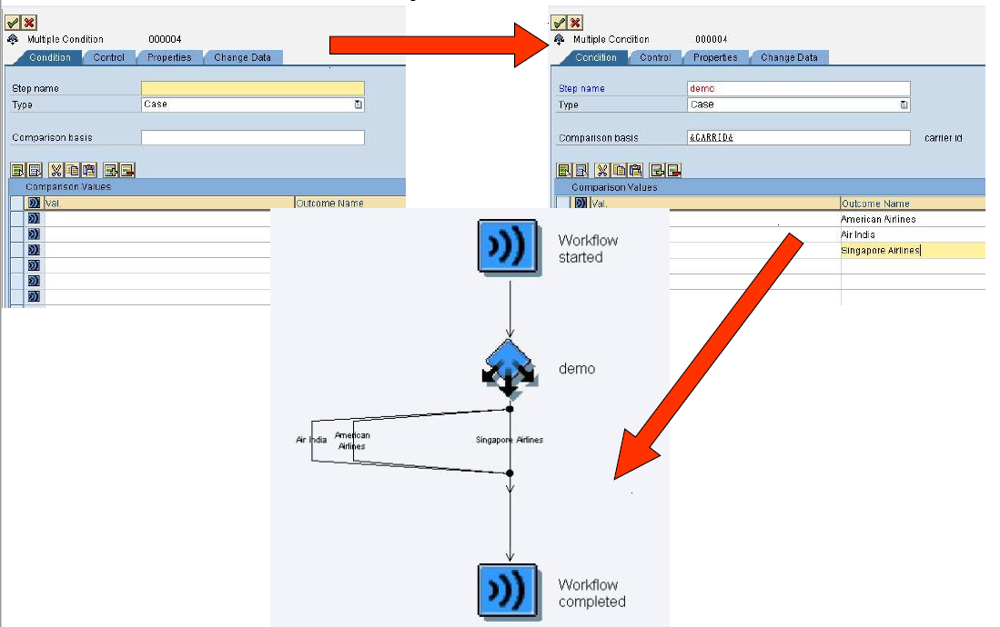 Multiple Condition 000004
Condition Control Properties Change Data
Step name
Type Case
Comparison basis
Comparison Values
Val. Outcome Name
Multiple Condition 000004
Condition Control Properties Change Data
Step name demo
Type Case
Comparison basis &CARRID& carrier id
Comparison Values
Val. Outcome Name
American Airlines
Air India
Singapore Airlines
Workflow
started
demo
Air India
American
Airlines
Singapore Airlines
Workflow
completed